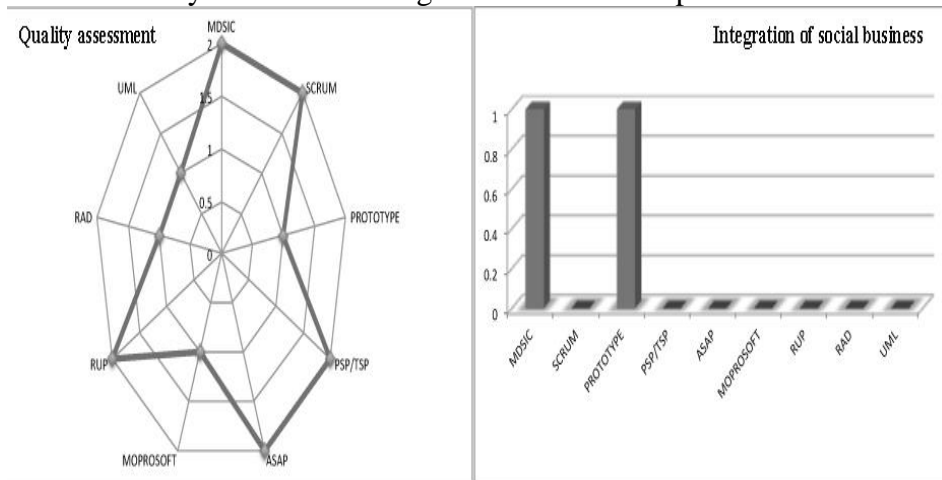 Quality assessment
MDSIC
2
UML
SCRUM
1.5
1
RAD
0.5
PROTOTYPE
0
RUP
PSP/TSP
MOPROSOFT
ASAP
Integration of social business
1
0.8
0.6
0.4
0.2
0
MDSIC
SCRUM
PROTOTYPE
PSP/TSP
ASAP
MOPROSOFT
RUP
RAD
UML